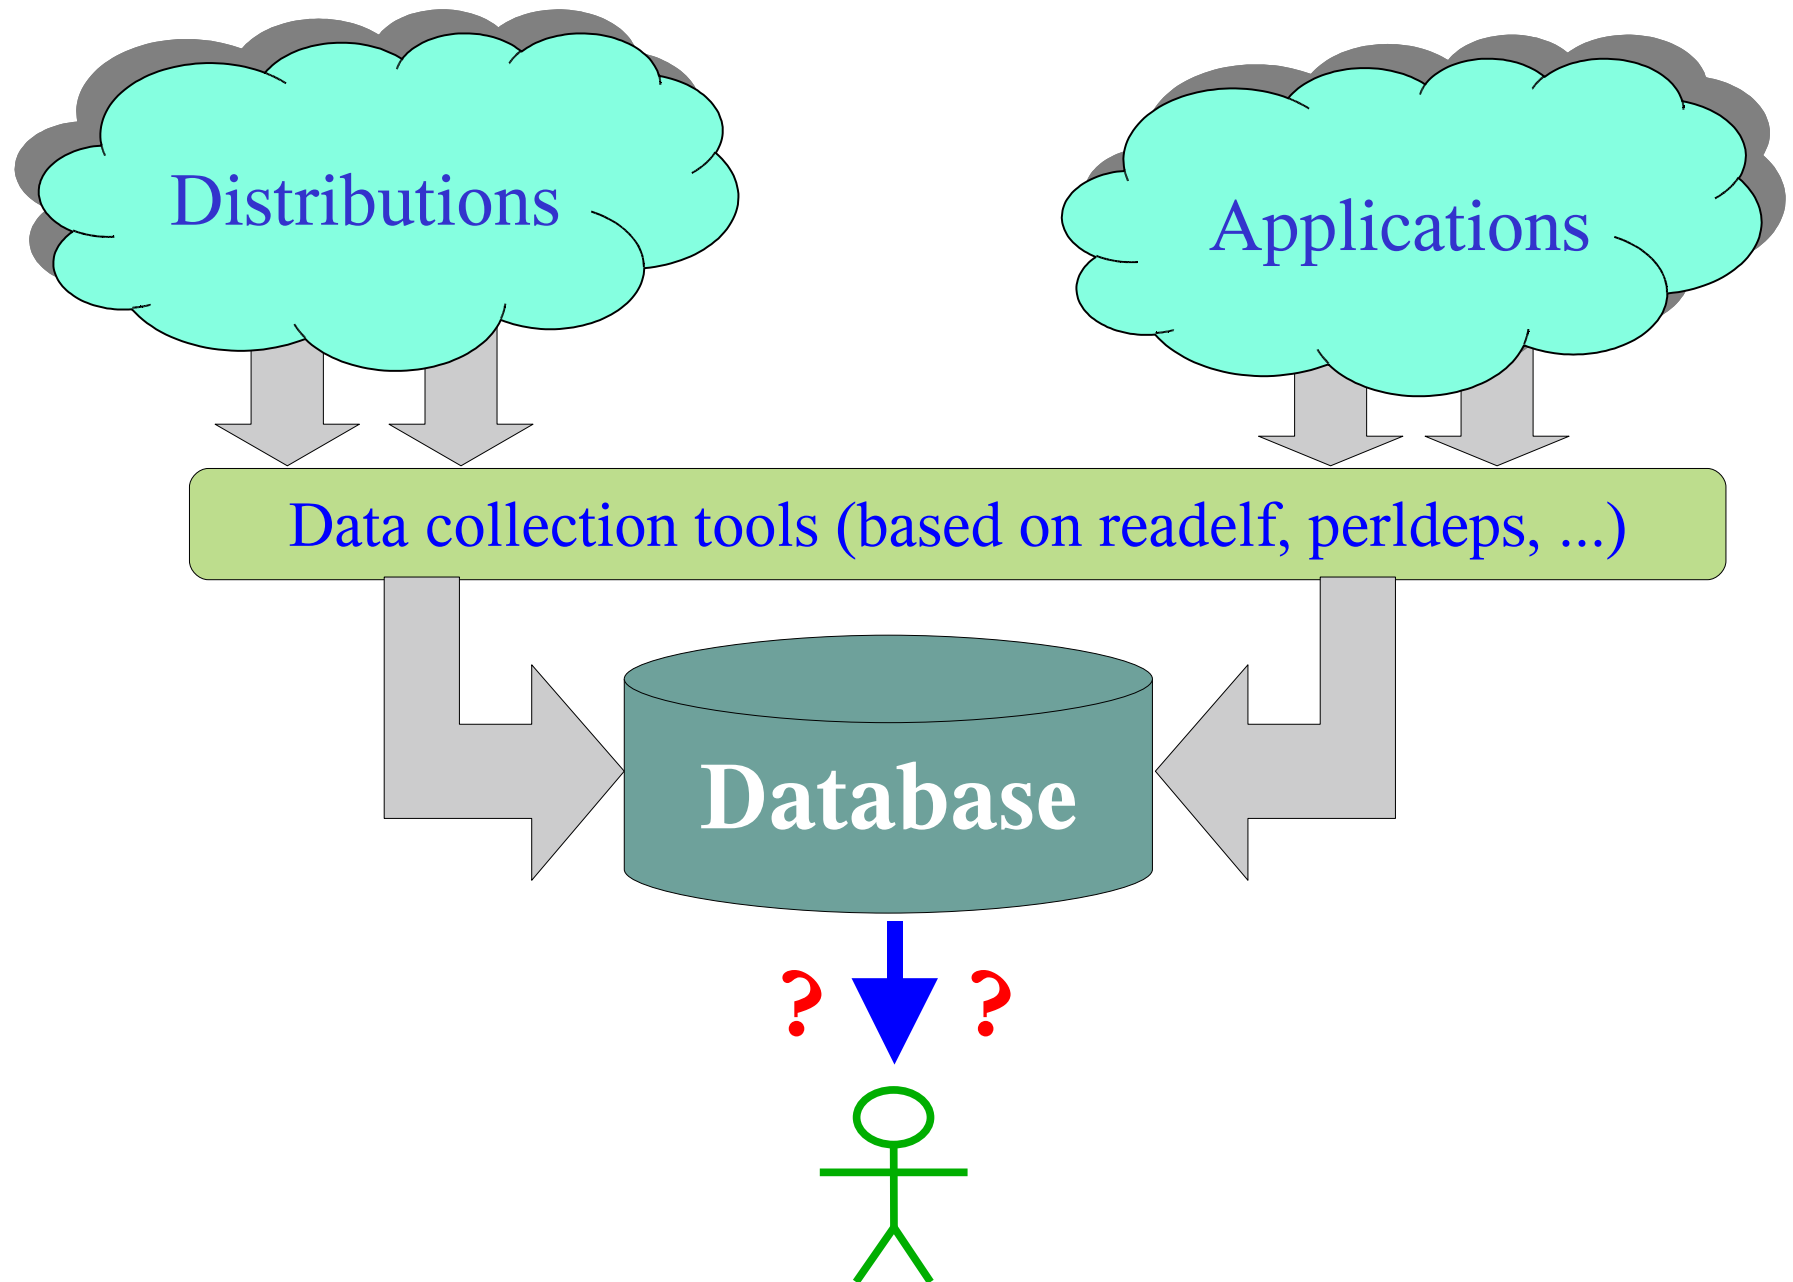 Distributions
Applications
Data collection tools (based on readelf, perldeps, ...)
Database
? ?